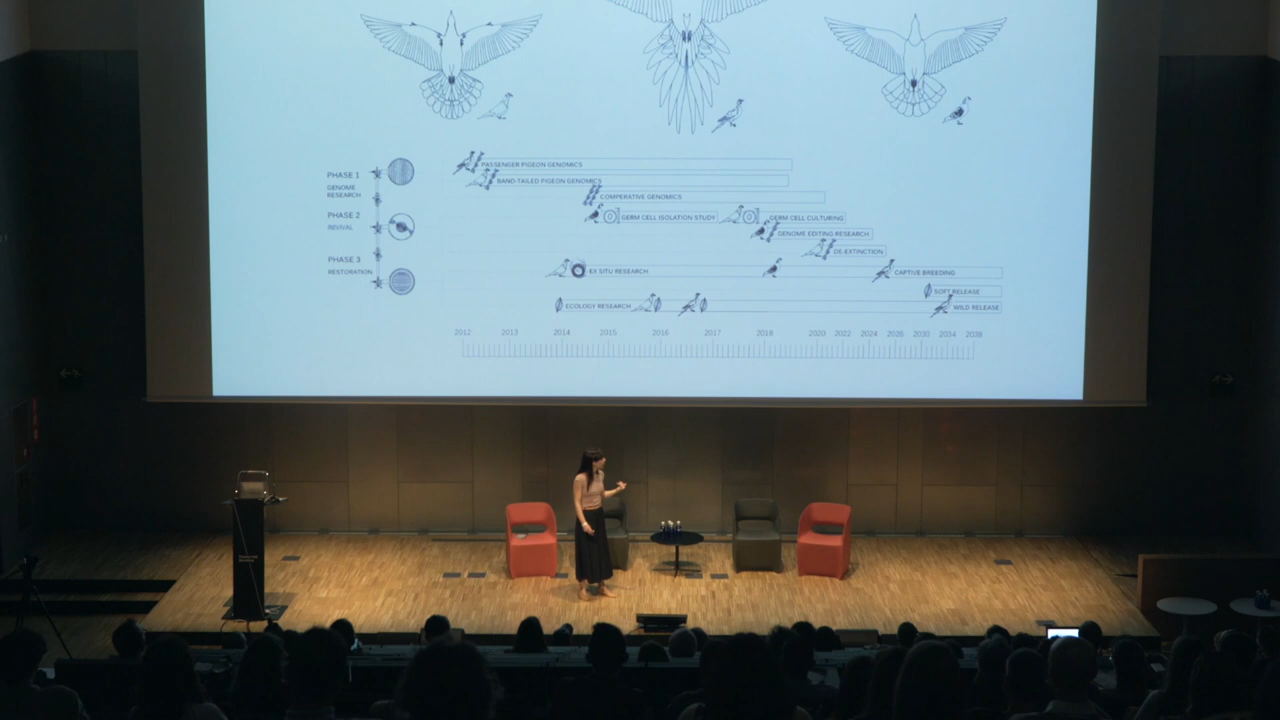 PHASE 1
GENOME
RESEARCH
PHASE 2
REVIVAL
PHASE 3
RESTORATION
PASSENGER PIGEON GENOMICS
BAND-TAILED PIGEON GENOMICS
COMPERATIVE GENOMICS
GERM CELL ISOLATION STUDY
GERM CELL CULTURING
GENOME EDITING RESEARCH
DE-EXTINCTION
EX SITU RESEARCH
CAPTIVE BREEDING
SOFT RELEASE
ECOLOGY RESEARCH
WILD RELEASE
2012 2013 2014 2015 2016 2017 2018 2020 2022 2024 2026 2030 2034 2038